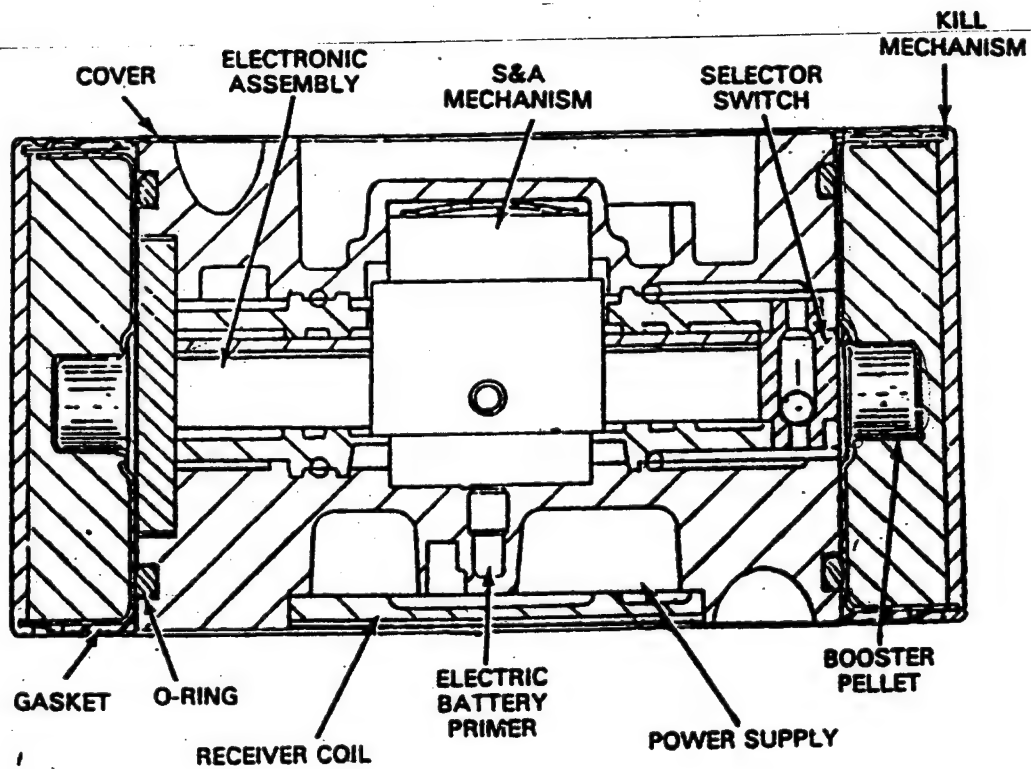 KILL
MECHANISM
COVER
ELECTRONIC
ASSEMBLY
S&A
MECHANISM
SELECTOR
SWITCH
GASKET
O-RING
RECEIVER COIL
ELECTRIC
BATTERY
PRIMER
POWER SUPPLY
BOOSTER
PELLET